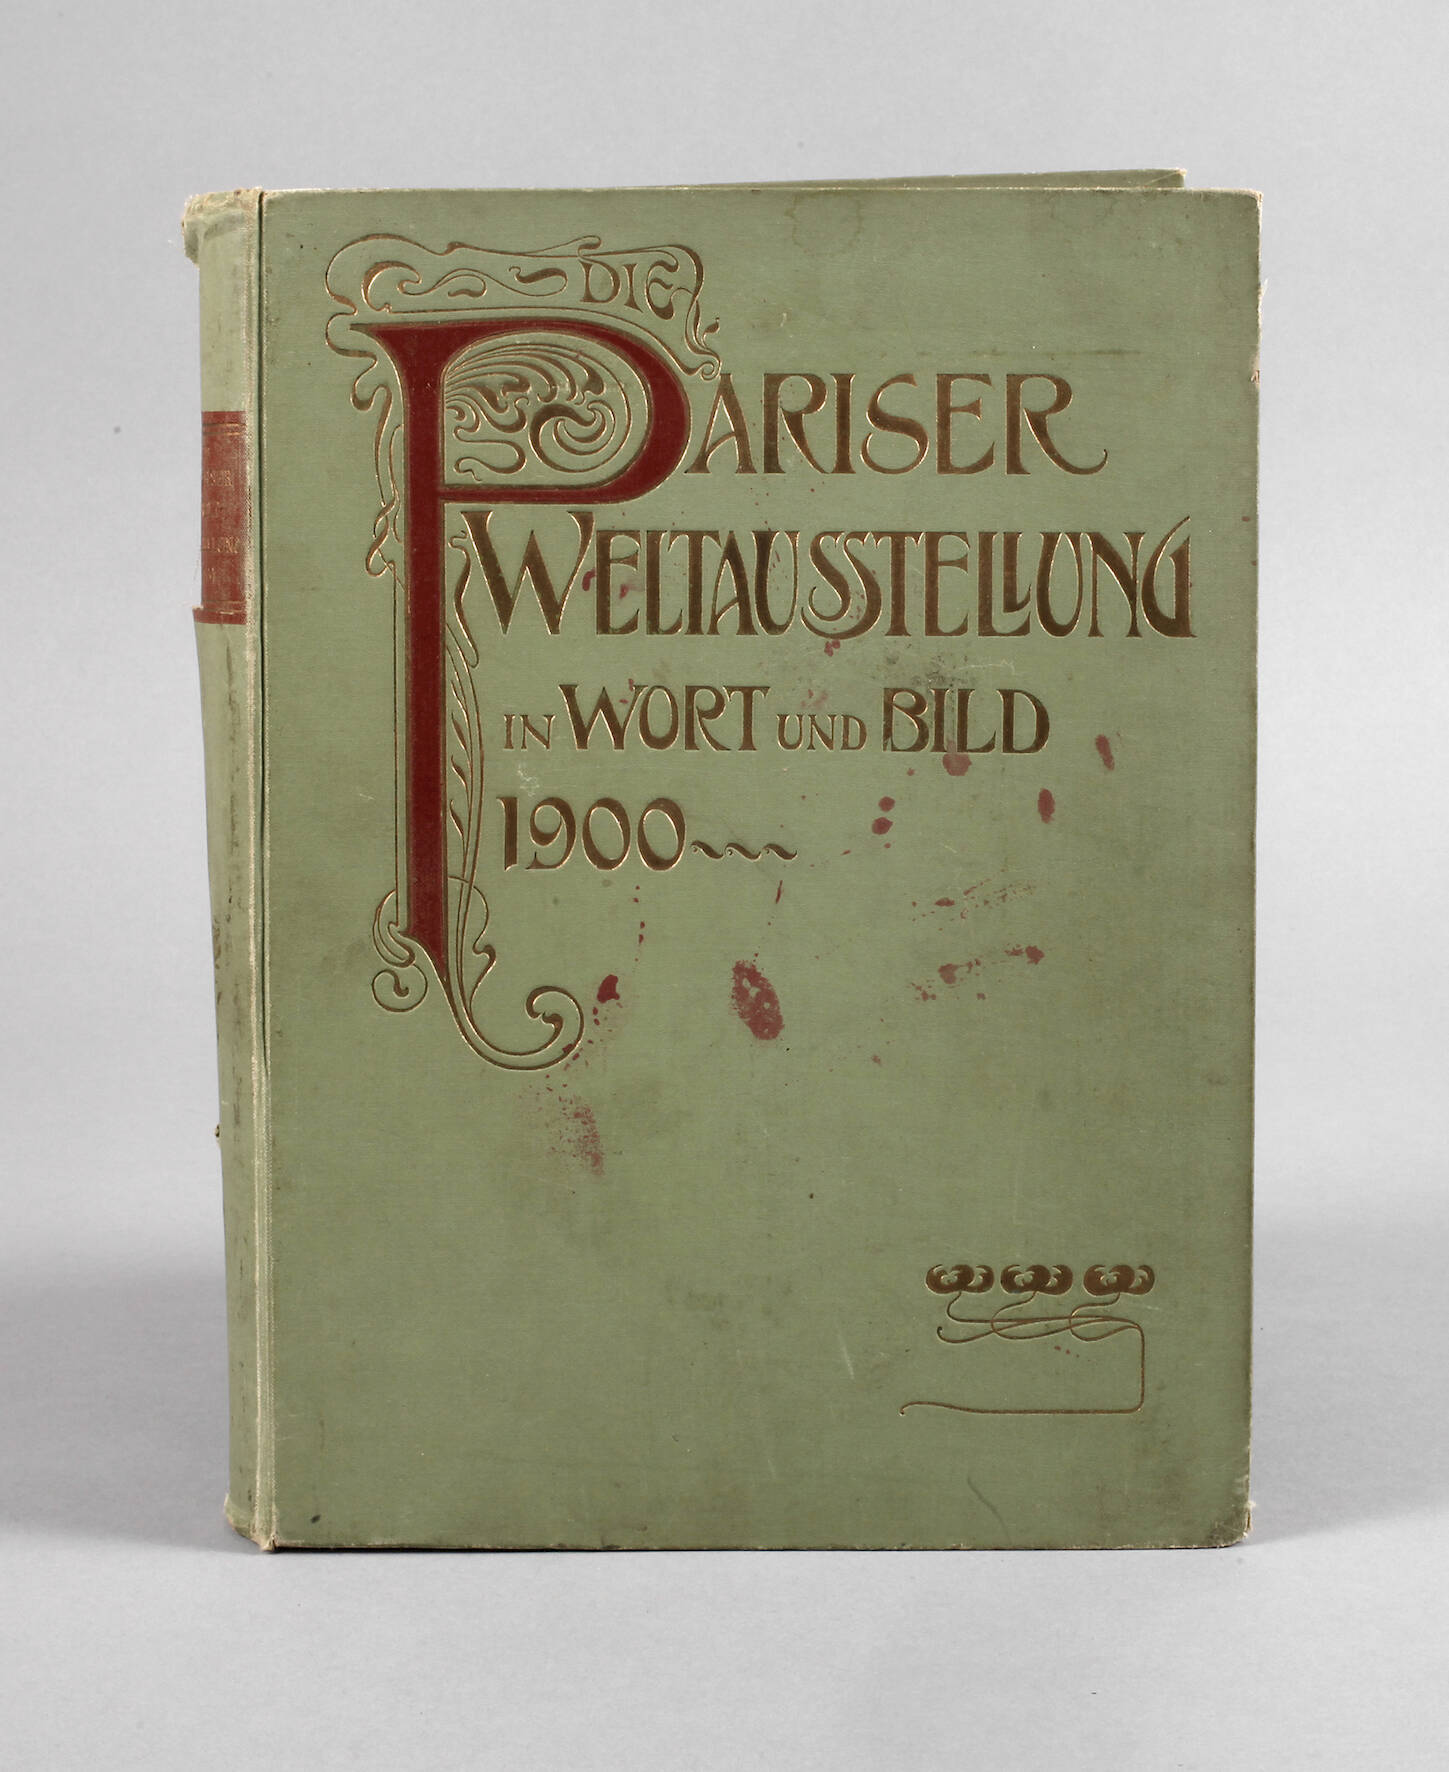 DIE
PARISER
WELTAUSSTELLUNG
IN WORT UND BILD
1900